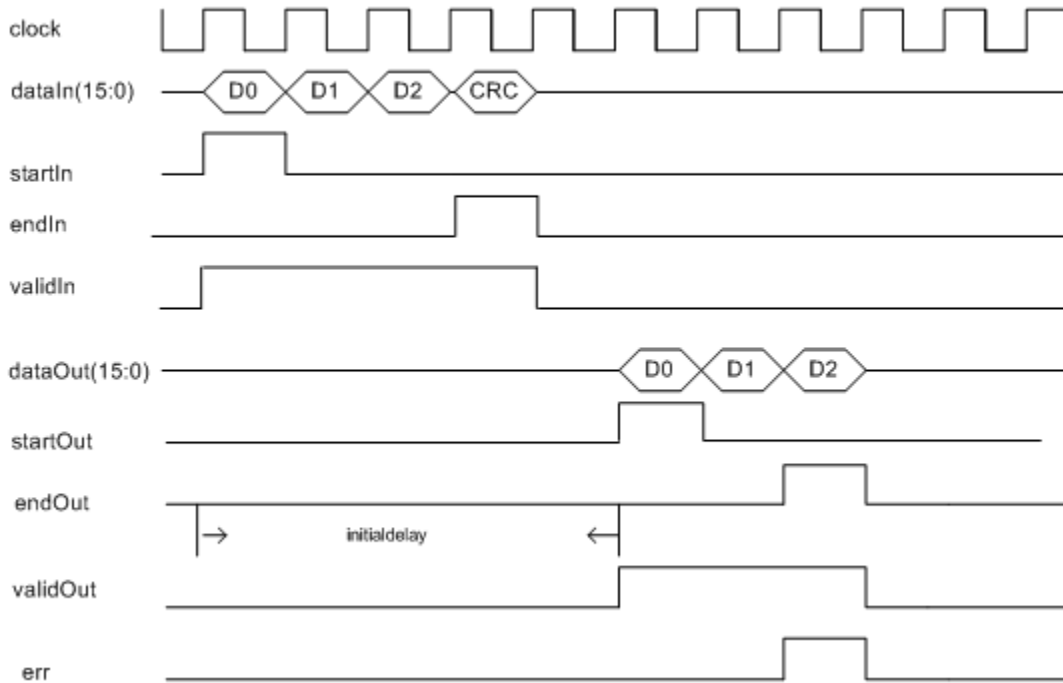 clock
dataIn(15:0) D0 D1 D2 CRC
startIn
endIn
validIn
dataOut(15:0) D0 D1 D2
startOut
endOut
initialdelay
validOut
err